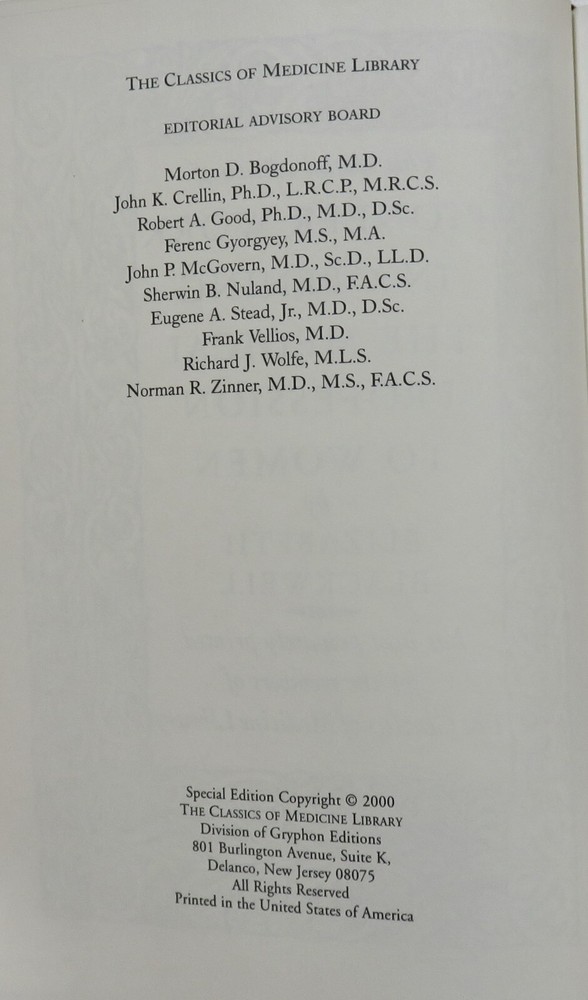 THE CLASSICS OF MEDICINE LIBRARY
EDITORIAL ADVISORY BOARD
Morton D. Bogdonoff, M.D.
John K. Crellin, Ph.D., L.R.C.P., M.R.C.S.
Robert A. Good, Ph.D., M.D., D.Sc.
Ferenc Gyorgyey, M.S., M.A.
John P. McGovern, M.D., Sc.D., LL.D.
Sherwin B. Nuland, M.D., F.A.C.S.
Eugene A. Stead, Jr., M.D., D.Sc.
Frank Vellios, M.D.
Richard J. Wolfe, M.L.S.
Norman R. Zinner, M.D., M.S., F.A.C.S.
Special Edition Copyright © 2000
THE CLASSICS OF MEDICINE LIBRARY
Division of Gryphon Editions
801 Burlington Avenue, Suite K,
Delanco, New Jersey 08075
All Rights Reserved
Printed in the United States of America